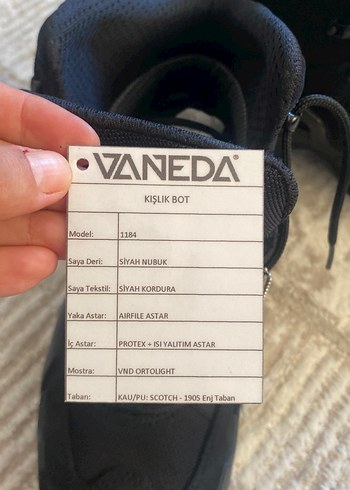 VANEDA®
KIŞLIK BOT
Model: 1184
Saya Deri: SİYAH NUBUK
Saya Tekstil: SİYAH KORDURA
Yaka Astar: AIRFILE ASTAR
İç Astar: PROTEX + ISI YALITIM ASTAR
Mostra: VND ORTOLIGHT
Taban: KAU/PU: SCOTCH - 1905 Enj Taban